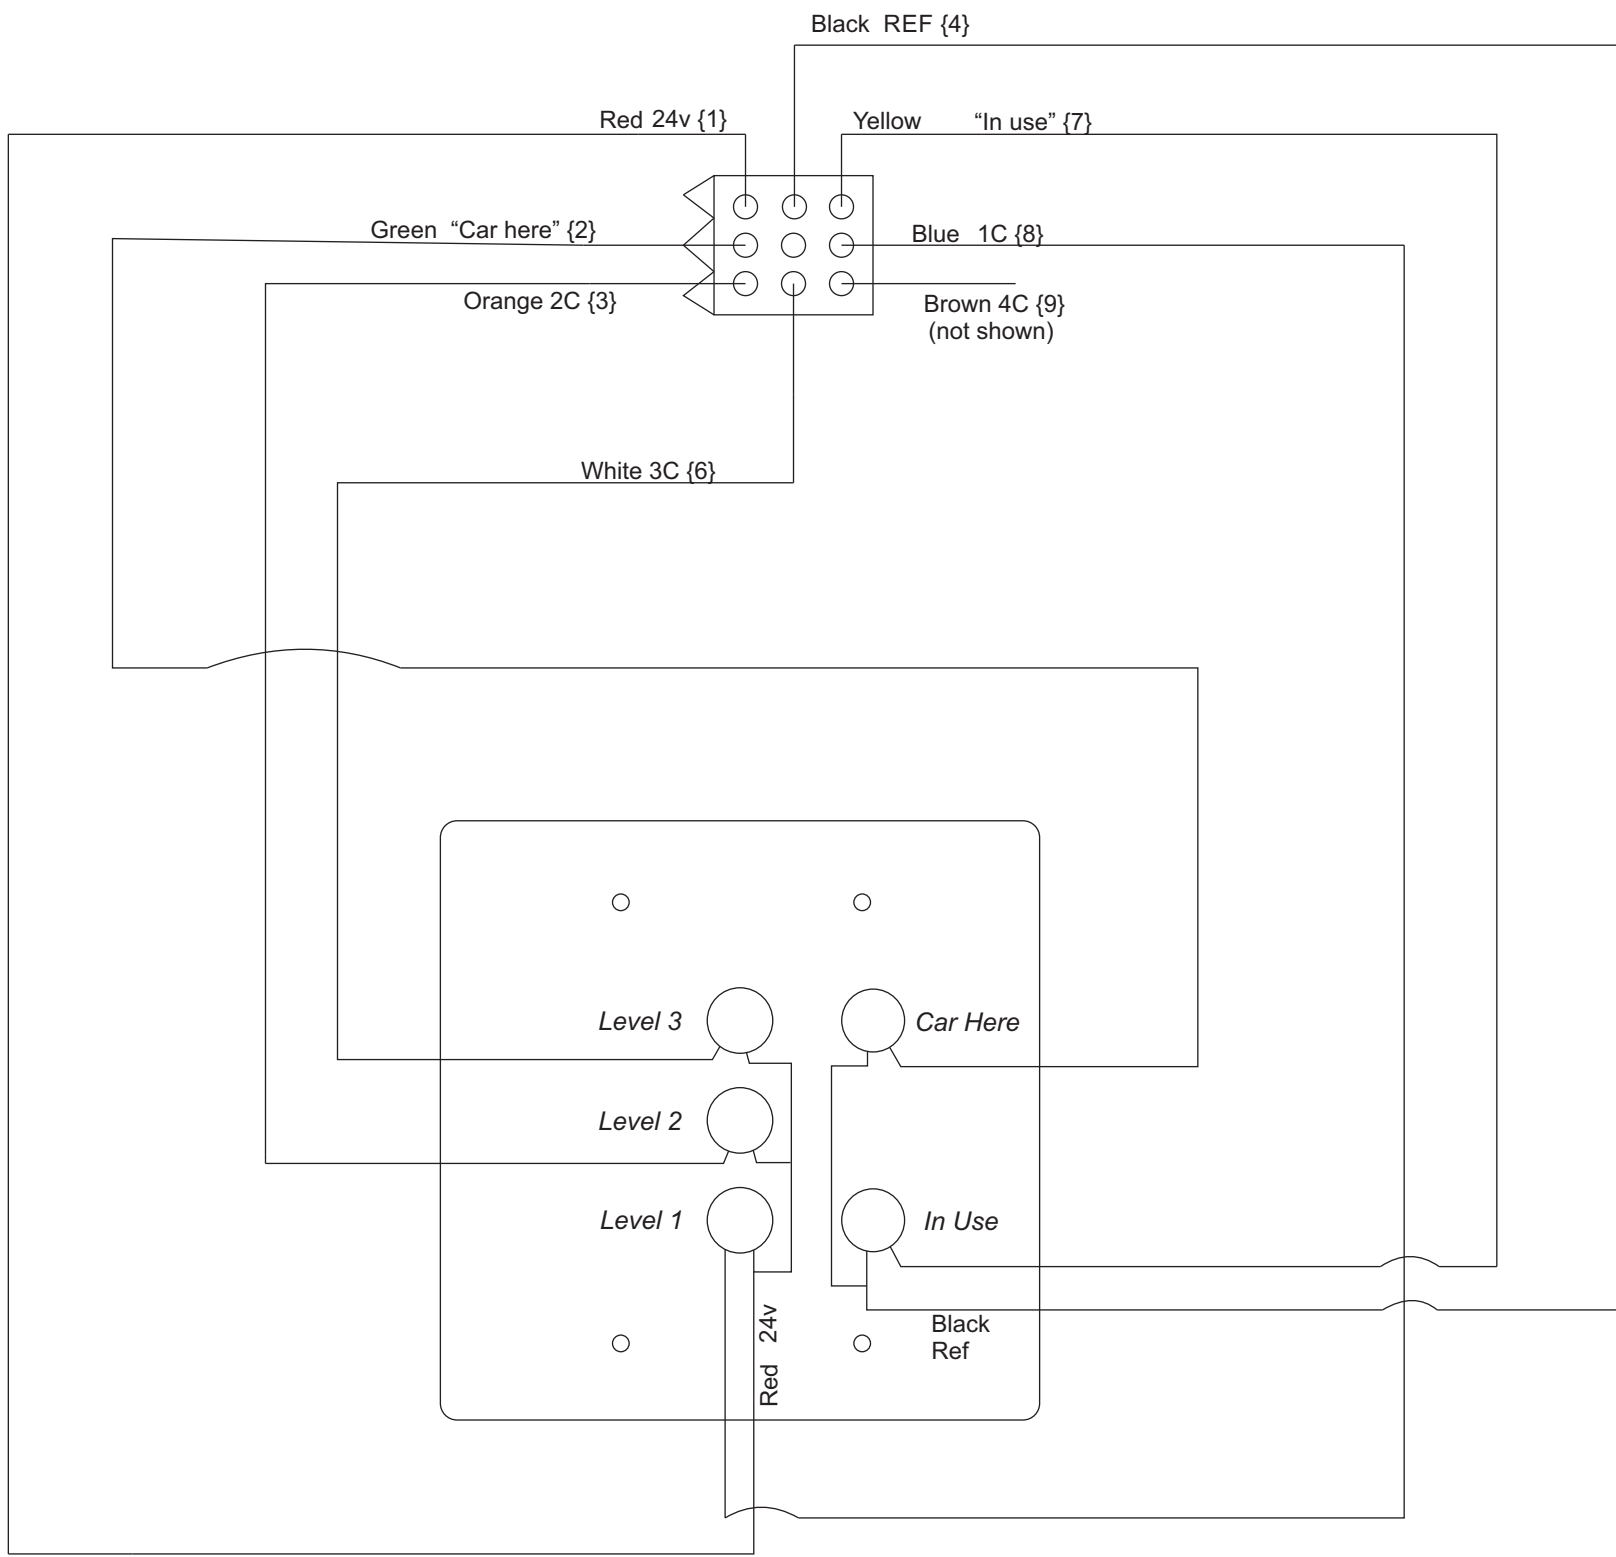 Black REF {4}
Red 24v {1}
Yellow "In use" {7}
Green “Car here” {2}
Blue 1C {8}
Orange 2C {3}
Brown 4C {9}
(not shown)
White 3C {6}
Level 3
Car Here
Level 2
Level 1
In Use
Red 24v
Black
Ref